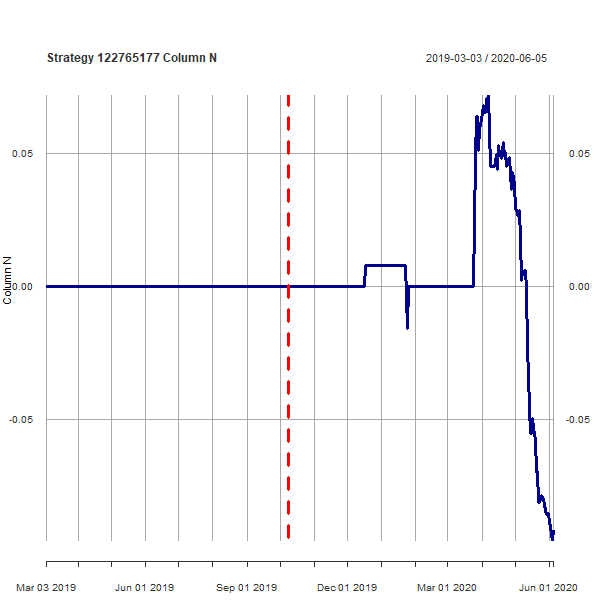 Strategy 122765177 Column N
2019-03-03 / 2020-06-05
0.05
0.05
Column N
0.00
0.00
-0.05
-0.05
Mar 03 2019
Jun 01 2019
Sep 01 2019
Dec 01 2019
Mar 01 2020
Jun 01 2020